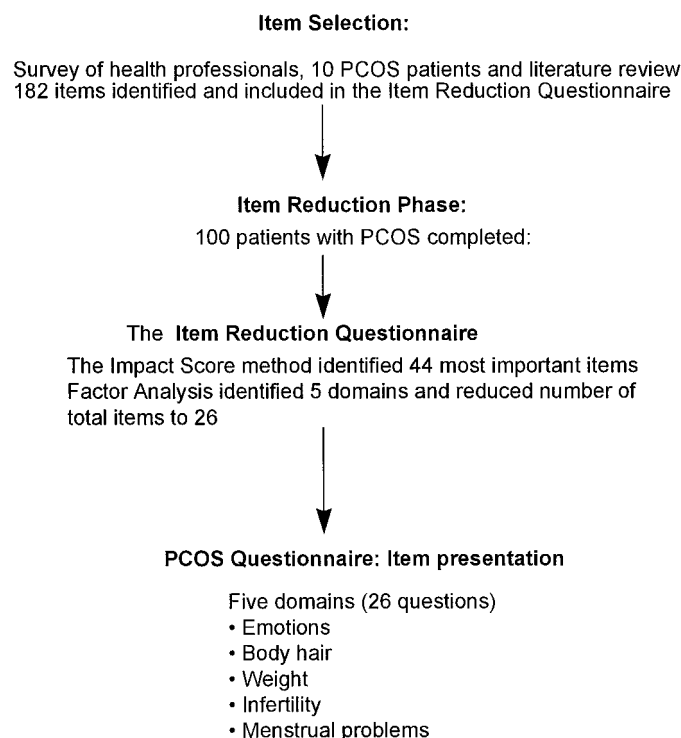 Item Selection:
Survey of health professionals, 10 PCOS patients and literature review
182 items identified and included in the Item Reduction Questionnaire
Item Reduction Phase:
100 patients with PCOS completed:
The Item Reduction Questionnaire
The Impact Score method identified 44 most important items
Factor Analysis identified 5 domains and reduced number of
total items to 26
PCOS Questionnaire: Item presentation
Five domains (26 questions)
• Emotions
• Body hair
• Weight
• Infertility
• Menstrual problems